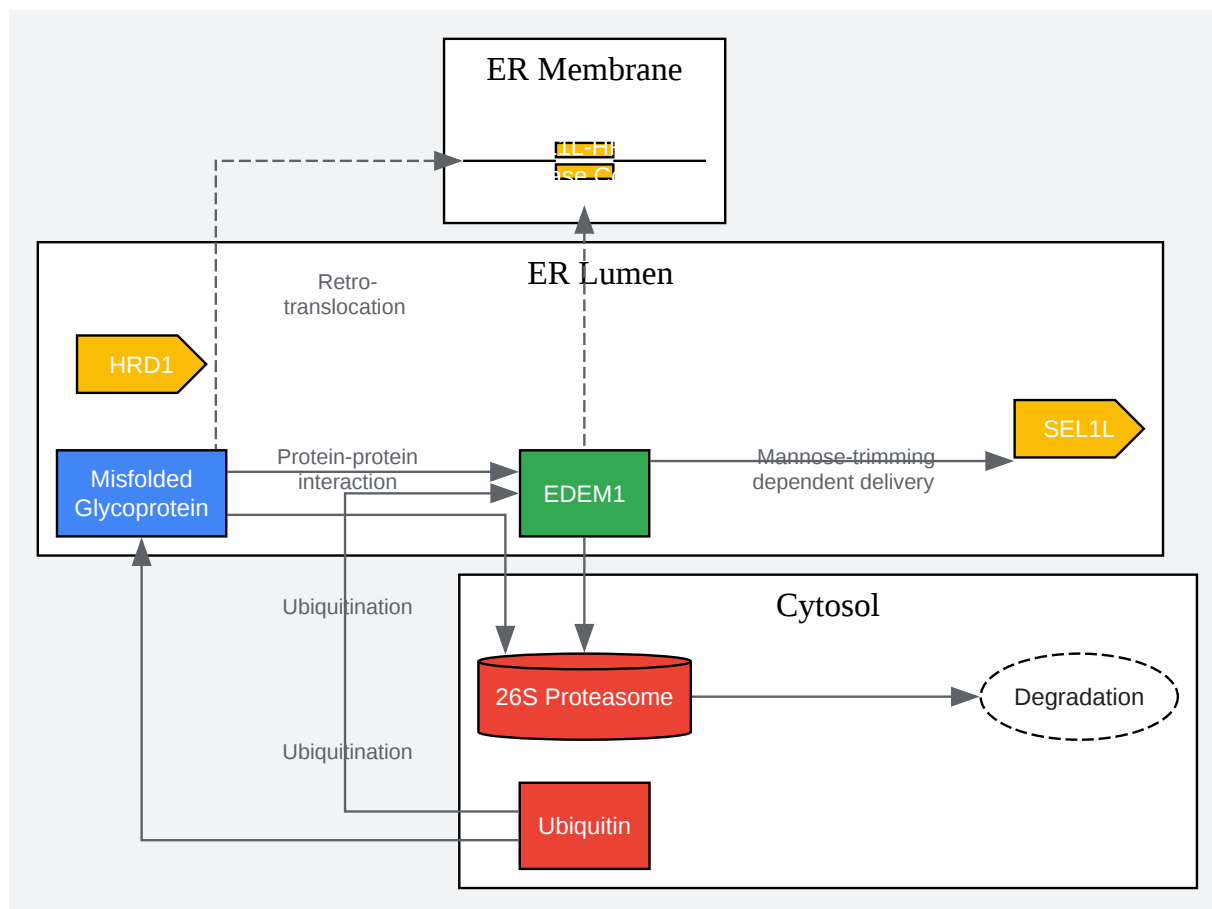 ER Membrane
ER Lumen
Retro-
translocation
HRD1
SEL1L
Misfolded
Glycoprotein
Protein-protein
interaction
EDEM1
Mannose-trimming
dependent delivery
Ubiquitination
Cytosol
26S Proteasome
Degradation
Ubiquitination
Ubiquitin